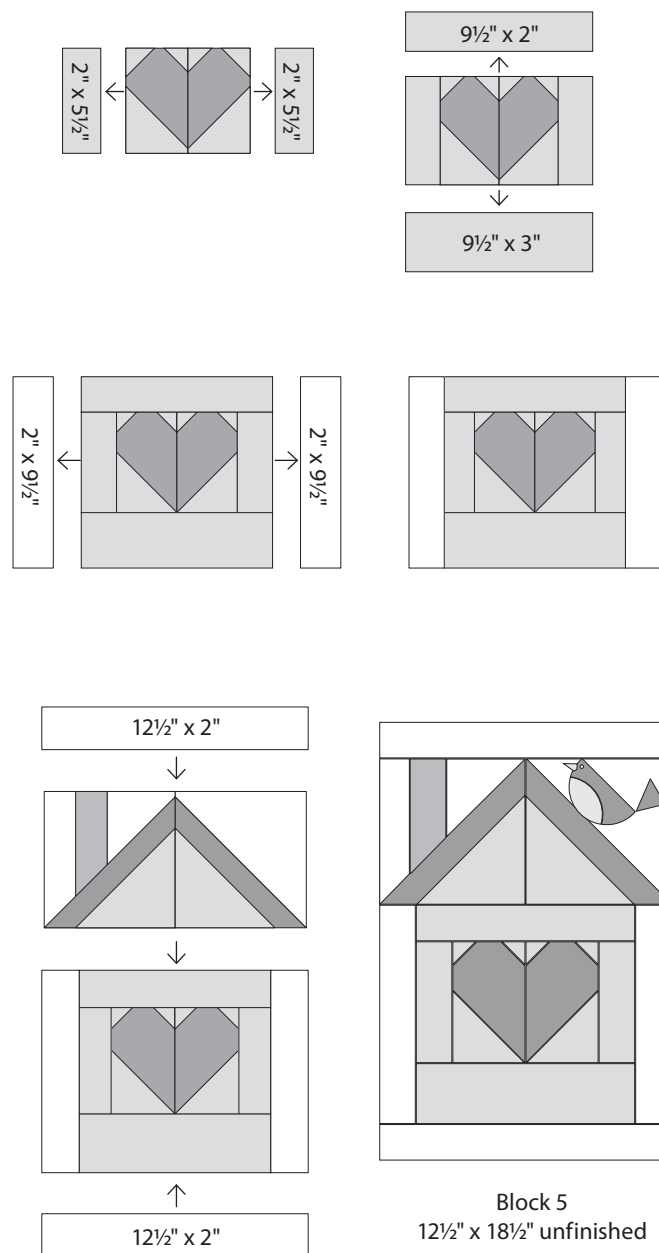 2" x 5½"
2" x 5½"
9½" x 2"
9½" x 3"
2" x 9½"
2" x 9½"
12½" x 2"
12½" x 2"
Block 5
12½" x 18½" unfinished